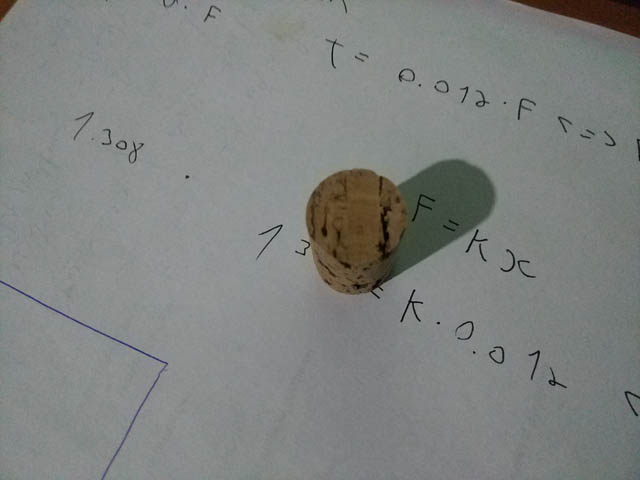 T = 0.012 · F <=>
1.308
F = k x
1 3
= k · 0.012